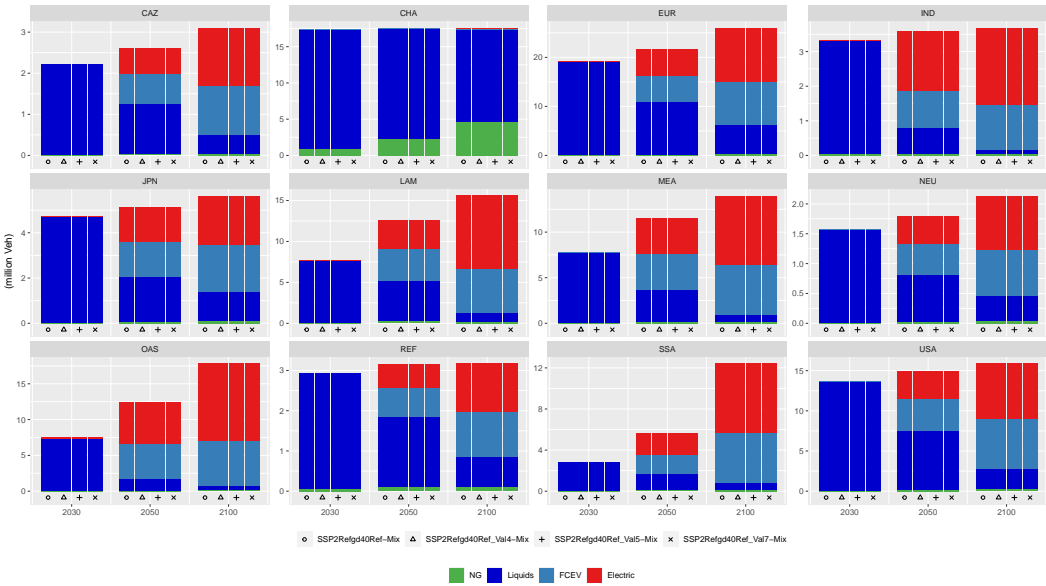 CAZ
CHA
EUR
IND
3
2
1
0
15
10
5
0
20
10
0
3
2
1
0
JPN
LAM
MEA
NEU
(million Veh)
4
2
0
15
10
5
0
10
5
0
2.0
1.5
1.0
0.5
0.0
OAS
REF
SSA
USA
15
10
5
0
3
2
1
0
12
8
4
0
15
10
5
0
2030 2050 2100
2030 2050 2100
2030 2050 2100
2030 2050 2100
SSP2Refgd40Ref−Mix SSP2Refgd40Ref_Val4−Mix SSP2Refgd40Ref_Val5−Mix SSP2Refgd40Ref_Val7−Mix
NG Liquids FCEV Electric